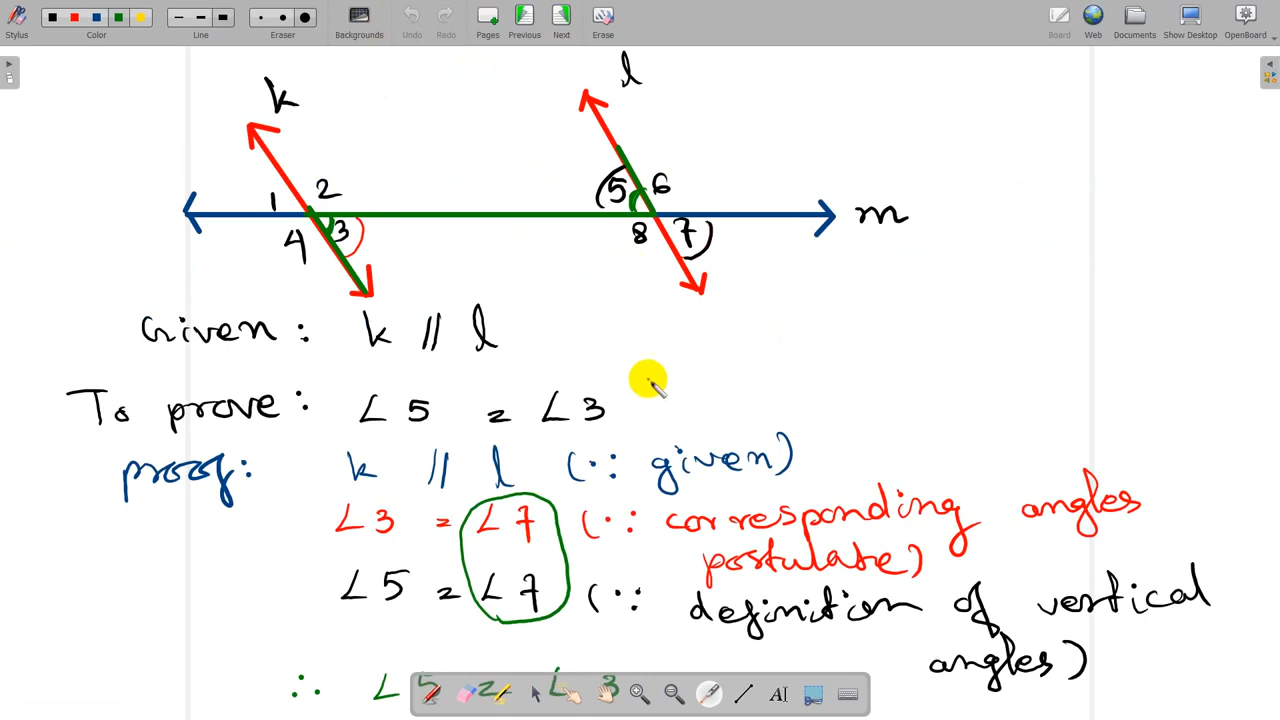 Stylus Color Line Eraser Backgrounds Undo Redo Pages Previous Next Erase Board Web Documents Show Desktop OpenBoard
k l
1 2 5 6
m
4 3 8 7
Given: k // l
To prove: ∠5 = ∠3
proof: k // l (∵ given)
∠3 = ∠7 (∵ corresponding angles
postulate)
∠5 = ∠7 (∵ definition of vertical
angles)
∴ ∠5 = ∠3